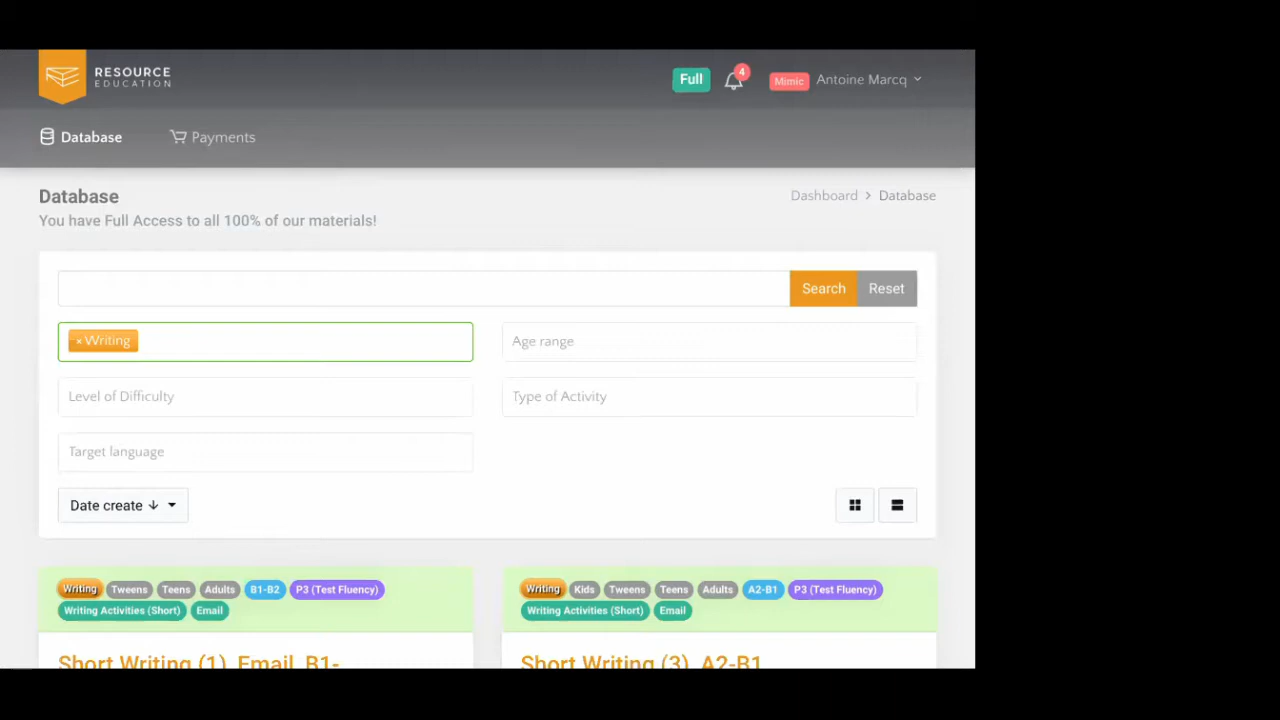 RESOURCE
EDUCATION
Full
4
Mimic
Antoine Marcq
Database
Payments
Database
Dashboard > Database
You have Full Access to all 100% of our materials!
Search
Reset
× Writing
Age range
Level of Difficulty
Type of Activity
Target language
Date create ↓
Writing Tweens Teens Adults B1-B2 P3 (Test Fluency)
Writing Activities (Short) Email
Short Writing (1), Email, B1-
Writing Kids Tweens Teens Adults A2-B1 P3 (Test Fluency)
Writing Activities (Short) Email
Short Writing (3), A2-B1